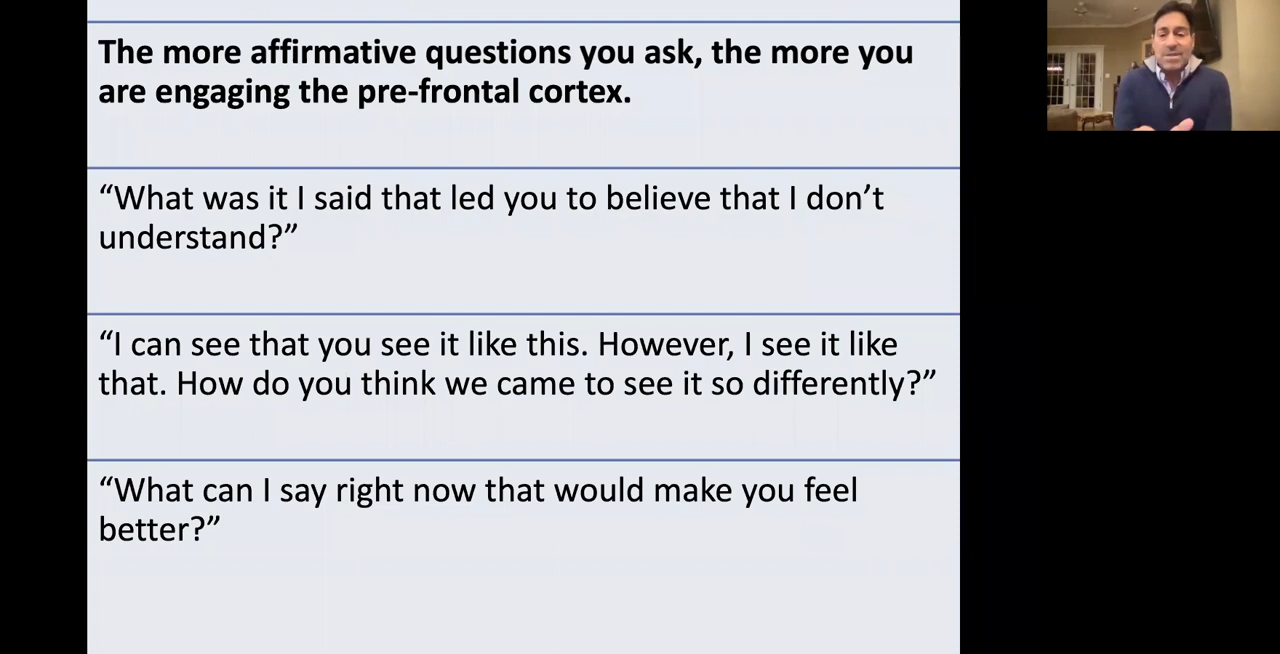 The more affirmative questions you ask, the more you
are engaging the pre-frontal cortex.
“What was it I said that led you to believe that I don’t
understand?”
“I can see that you see it like this. However, I see it like
that. How do you think we came to see it so differently?”
“What can I say right now that would make you feel
better?”